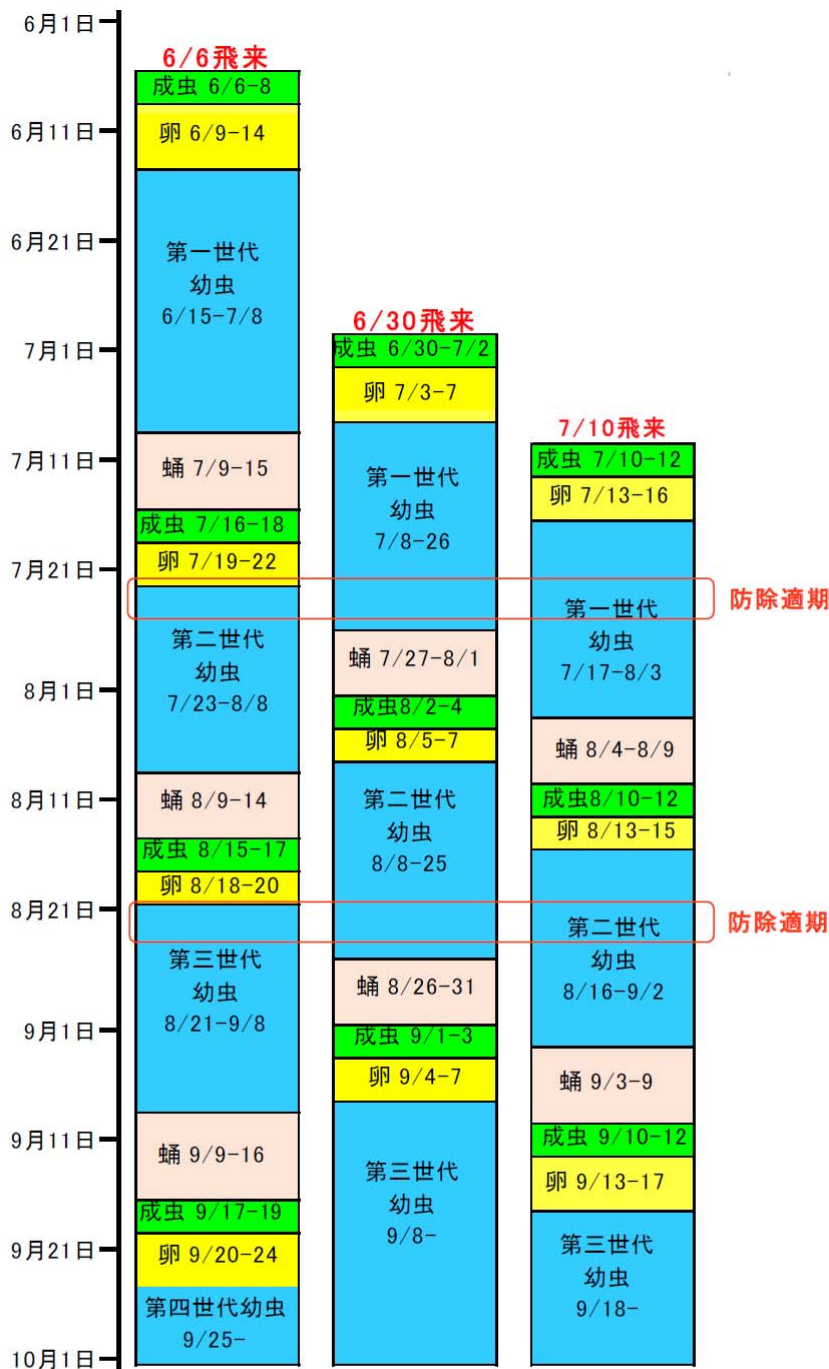 6月1日
6月11日
6月21日
7月1日
7月11日
7月21日
8月1日
8月11日
8月21日
9月1日
9月11日
9月21日
10月1日
6/6飛来
成虫 6/6-8
卵 6/9-14
第一世代
幼虫
6/15-7/8
蛹 7/9-15
成虫 7/16-18
卵 7/19-22
第二世代
幼虫
7/23-8/8
蛹 8/9-14
成虫 8/15-17
卵 8/18-20
第三世代
幼虫
8/21-9/8
蛹 9/9-16
成虫 9/17-19
卵 9/20-24
第四世代幼虫
9/25-
6/30飛来
成虫 6/30-7/2
卵 7/3-7
第一世代
幼虫
7/8-26
蛹 7/27-8/1
成虫8/2-4
卵 8/5-7
第二世代
幼虫
8/8-25
蛹 8/26-31
成虫 9/1-3
卵 9/4-7
第三世代
幼虫
9/8-
7/10飛来
成虫 7/10-12
卵 7/13-16
第一世代
幼虫
7/17-8/3
蛹 8/4-8/9
成虫8/10-12
卵 8/13-15
第二世代
幼虫
8/16-9/2
蛹 9/3-9
成虫 9/10-12
卵 9/13-17
第三世代
幼虫
9/18-
防除適期
防除適期